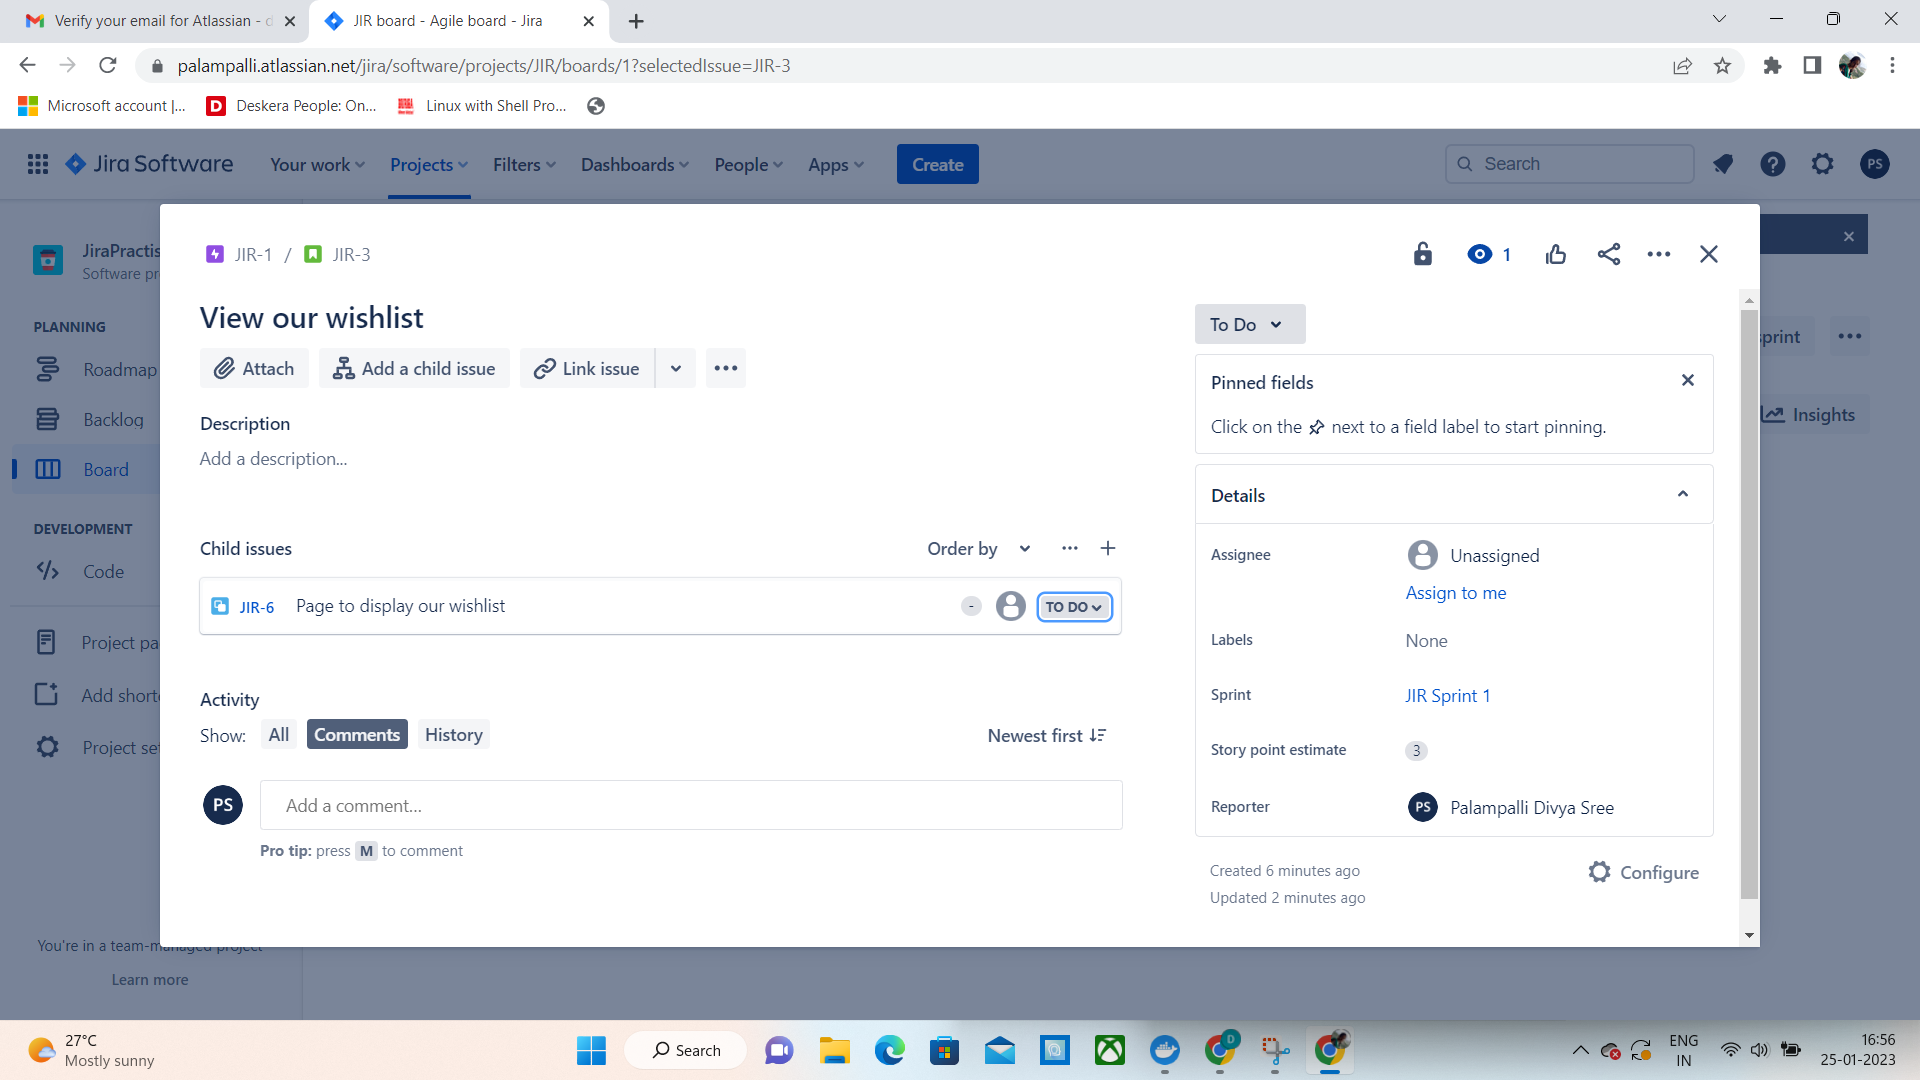 Verify your email for Atlassian - d
JIR board - Agile board - Jira
palampalli.atlassian.net/jira/software/projects/JIR/boards/1?selectedIssue=JIR-3
Microsoft account |...
Deskera People: On...
Linux with Shell Pro...
Jira Software
Your work
Projects
Filters
Dashboards
People
Apps
Create
Search
PS
JiraPractis
Software pr
PLANNING
Roadmap
Backlog
Board
DEVELOPMENT
Code
Project pa
Add shortc
Project set
You're in a team-managed project
Learn more
JIR-1 / JIR-3
1
View our wishlist
Attach
Add a child issue
Link issue
Description
Add a description...
Child issues
Order by
JIR-6
Page to display our wishlist
-
TO DO
Activity
Show:
All
Comments
History
Newest first
PS
Add a comment...
Pro tip: press M to comment
To Do
Pinned fields
Click on the next to a field label to start pinning.
Details
Assignee
Unassigned
Assign to me
Labels
None
Sprint
JIR Sprint 1
Story point estimate
3
Reporter
PS
Palampalli Divya Sree
Created 6 minutes ago
Updated 2 minutes ago
Configure
print
Insights
27°C
Mostly sunny
Search
D
ENG
IN
16:56
25-01-2023